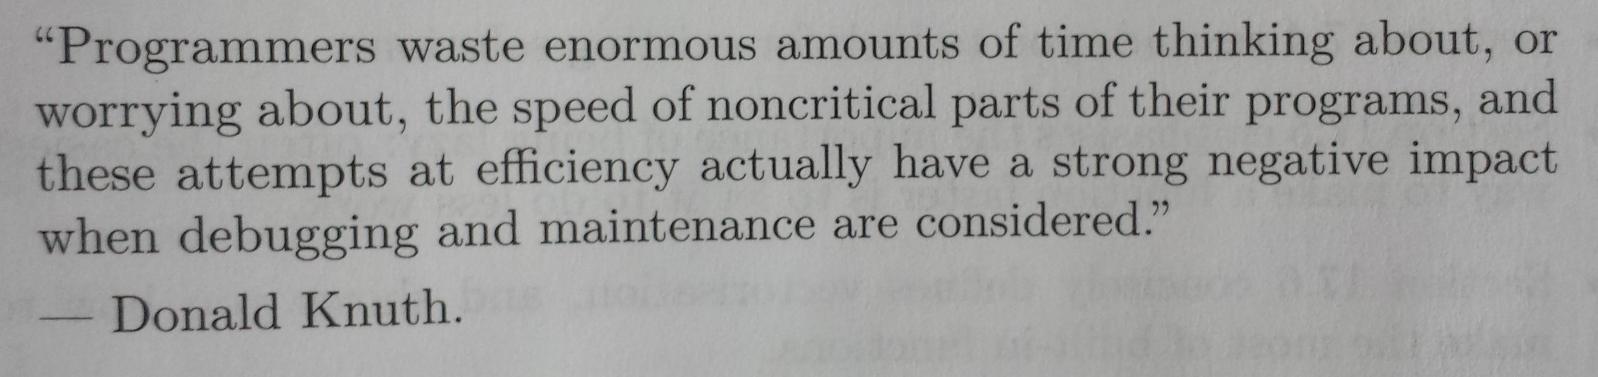 “Programmers waste enormous amounts of time thinking about, or
worrying about, the speed of noncritical parts of their programs, and
these attempts at efficiency actually have a strong negative impact
when debugging and maintenance are considered.”
— Donald Knuth.